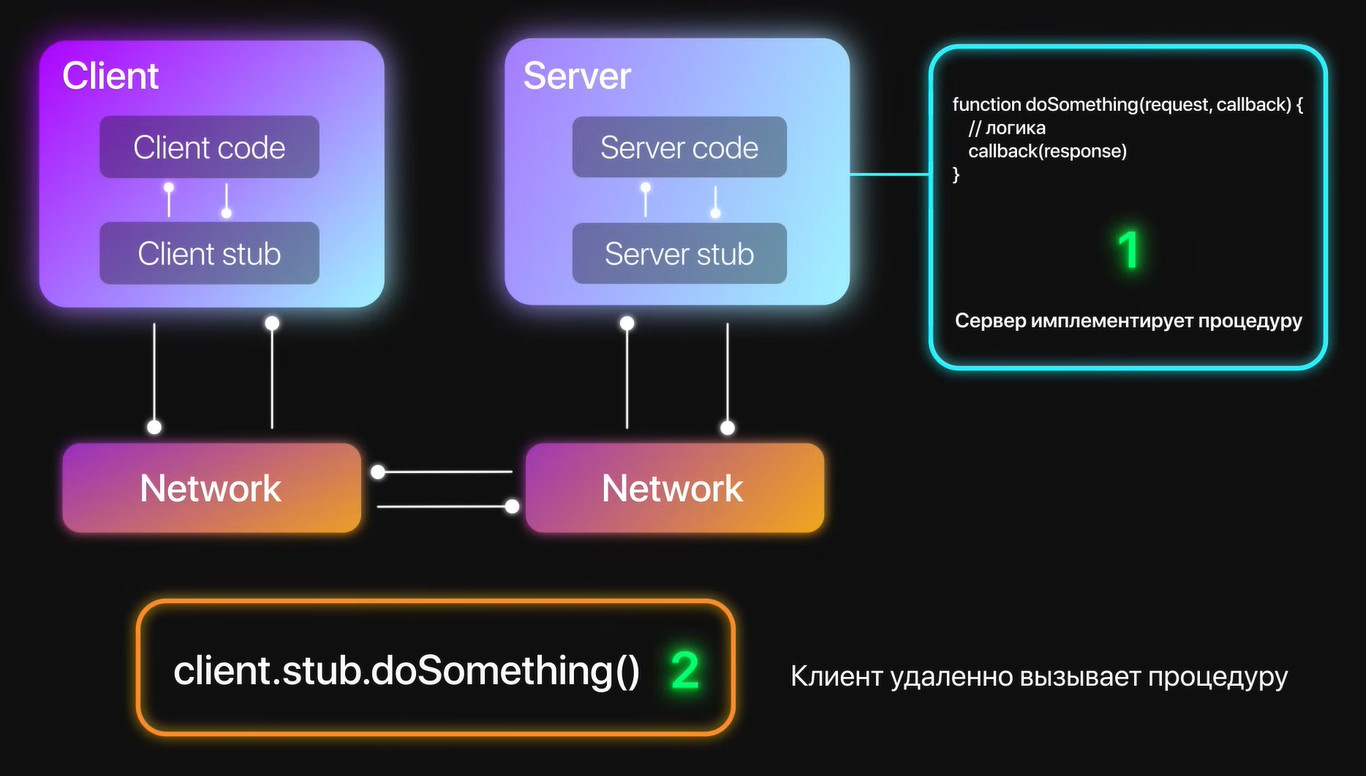 Client
Client code
Client stub
Server
Server code
Server stub
function doSomething(request, callback) {
// логика
callback(response)
}
1
Сервер имплементирует процедуру
Network
Network
client.stub.doSomething() 2
Клиент удаленно вызывает процедуру